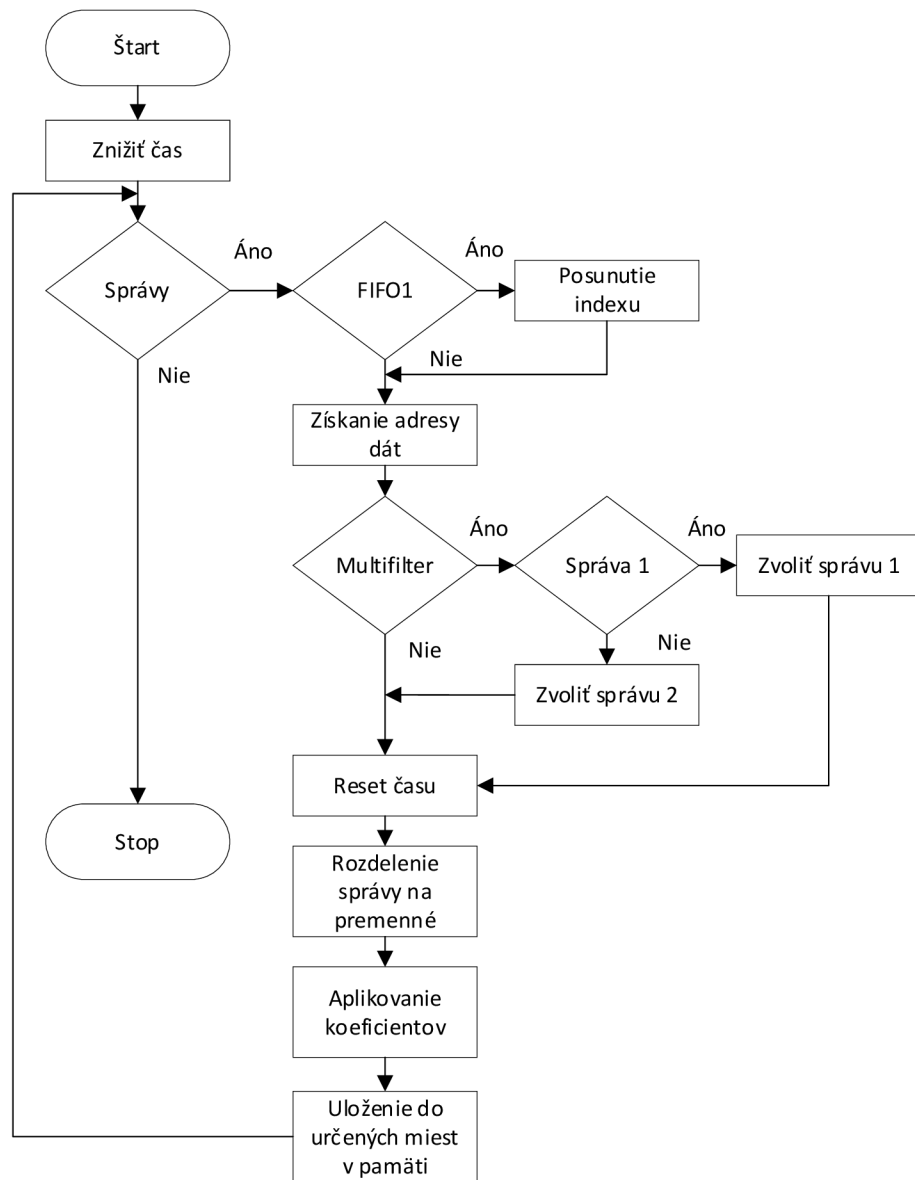 Štart
Znižiť čas
Áno
Áno
Správy
FIFO1
Posunutie
indexu
Nie
Nie
Získanie adresy
dát
Áno
Áno
Multifilter
Správa 1
Zvoliť správu 1
Nie
Nie
Zvoliť správu 2
Reset času
Stop
Rozdelenie
správy na
premenné
Aplikovanie
koeficientov
Uloženie do
určených miest
v pamäti